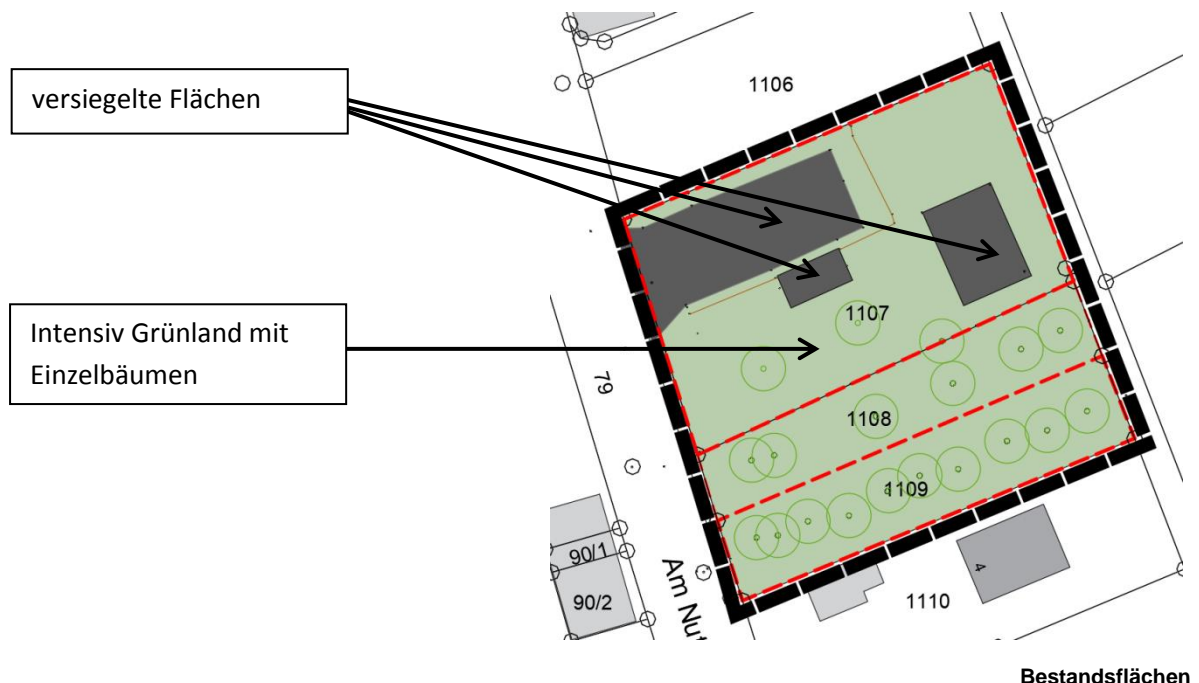 versiegelte Flächen
1106
Intensiv Grünland mit
Einzelbäumen
1107
79
1108
1109
90/1
90/2
Am Nut
4
1110
Bestandsflächen